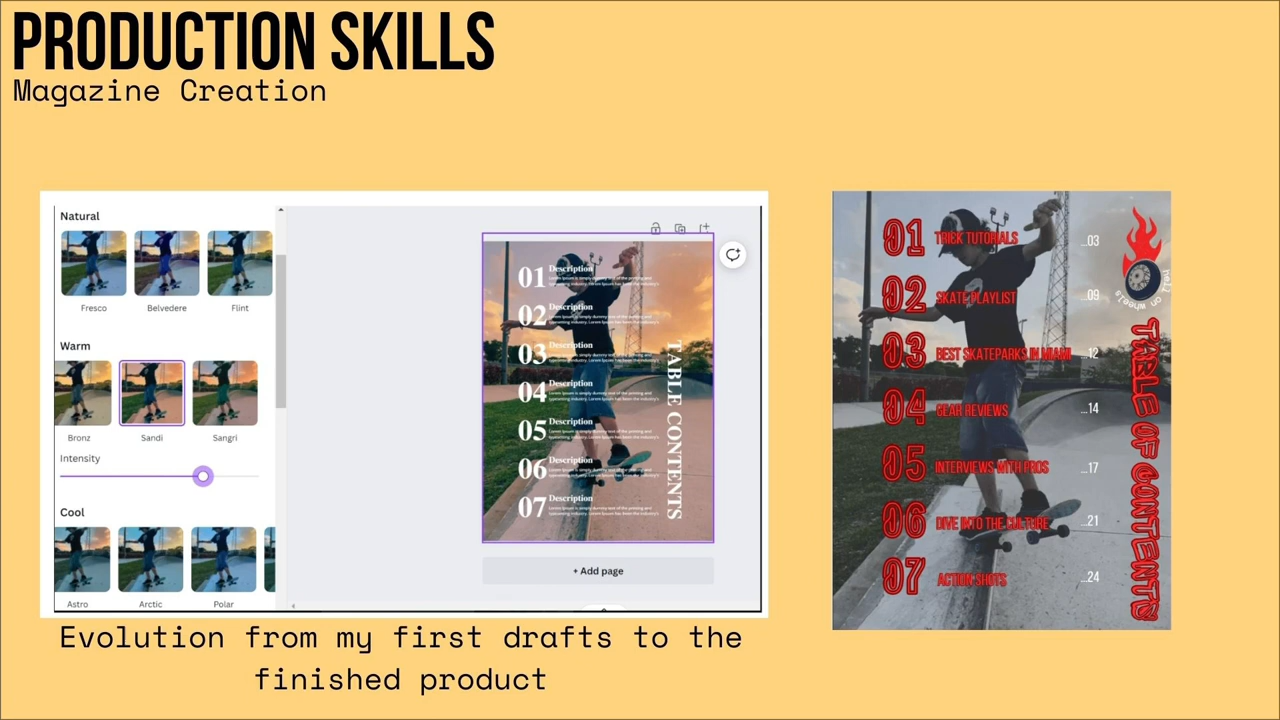 PRODUCTION SKILLS
Magazine Creation
Natural
Fresco
Belvedere
Flint
Warm
Bronz
Sandi
Sangri
Intensity
Cool
Astro
Arctic
Polar
01
Description
02
Description
03
Description
04
Description
05
Description
06
Description
07
Description
TABLE CONTENTS
+ Add page
01 TRICK TUTORIALS ...03
02 SKATE PLAYLIST ...09
03 BEST SKATEPARKS IN MIAMI ...12
04 GEAR REVIEWS ...14
05 INTERVIEWS WITH PROS ...17
06 DIVE INTO THE CULTURE ...21
07 ACTION SHOTS ...24
hell on wheels
TABLE OF CONTENTS
Evolution from my first drafts to the
finished product